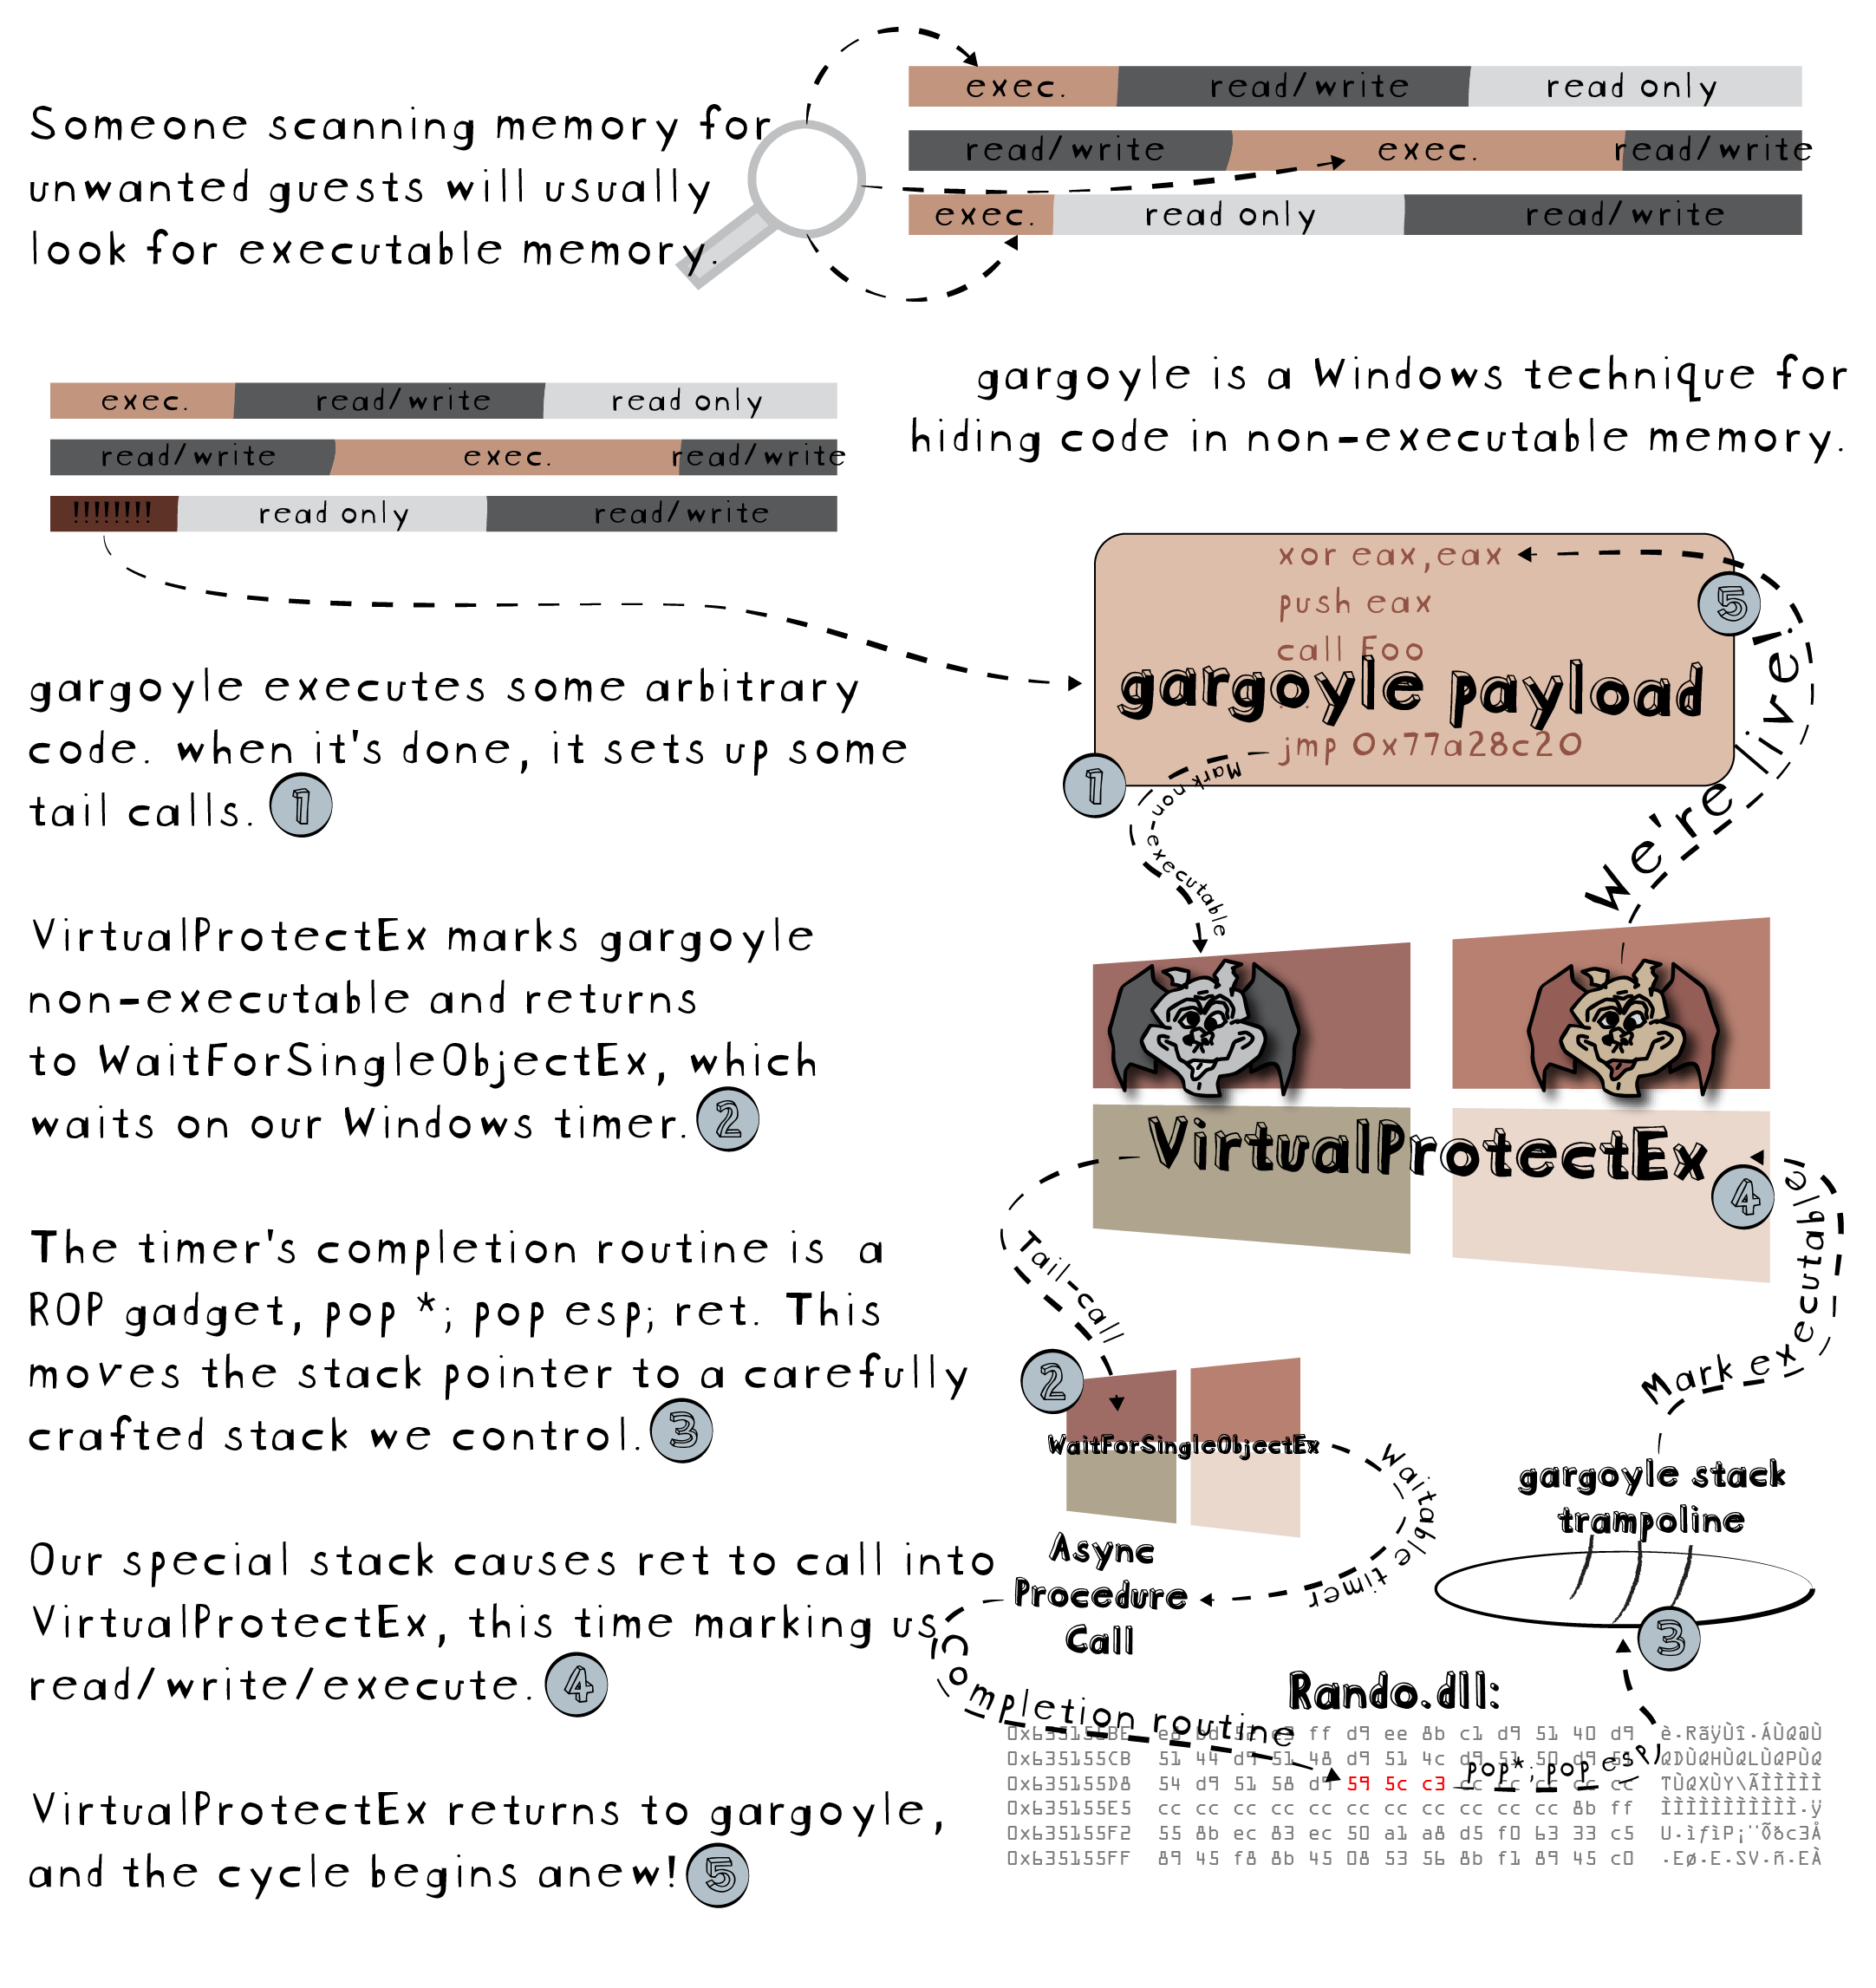 Someone scanning memory for
unwanted guests will usually
look for executable memory.
exec. read/write read only
read/write exec. read/write
exec. read only read/write
gargoyle is a Windows technique for
hiding code in non-executable memory.
exec. read/write read only
read/write exec. read/write
!!!!!!!! read only read/write
gargoyle executes some arbitrary
code. when it's done, it sets up some
tail calls. 1
VirtualProtectEx marks gargoyle
non-executable and returns
to WaitForSingleObjectEx, which
waits on our Windows timer. 2
The timer's completion routine is a
ROP gadget, pop *; pop esp; ret. This
moves the stack pointer to a carefully
crafted stack we control. 3
Our special stack causes ret to call into
VirtualProtectEx, this time marking us
read/write/execute. 4
VirtualProtectEx returns to gargoyle,
and the cycle begins anew! 5
xor eax,eax
push eax
call Foo
gargoyle payload
jmp 0x77a28c20
1
5
Mark non-executable
We're live!
VirtualProtectEx
4
Tail-call
Mark executable!
2
WaitForSingleObjectEx
Waitable timer
Async
Procedure
Call
gargoyle stack
trampoline
3
Completion routine
pop*; pop esp;
Rando.dll:
ff d9 ee 8b c1 d9 51 40 d9 è.RãÿÙî.ÁÙQ@Ù
0x635155CB 51 44 d9 51 48 d9 51 4c d9 51 50 d9 QDÙQHÙQLÙQPÙQ
0x635155D8 54 d9 51 58 d9 59 5c c3 cc cc cc cc cc TÙQXÙY\ÃÌÌÌÌÌ
0x635155E5 cc cc cc cc cc cc cc cc cc cc cc 8b ff ÌÌÌÌÌÌÌÌÌÌÌ.ÿ
0x635155F2 55 8b ec 83 ec 50 a1 a8 d5 f0 63 33 c5 U.ìƒìP¡¨Õðc3Å
0x635155FF 89 45 f8 8b 45 08 53 56 8b f1 89 45 c0 .Eø.E.SV.ñ.EÀ